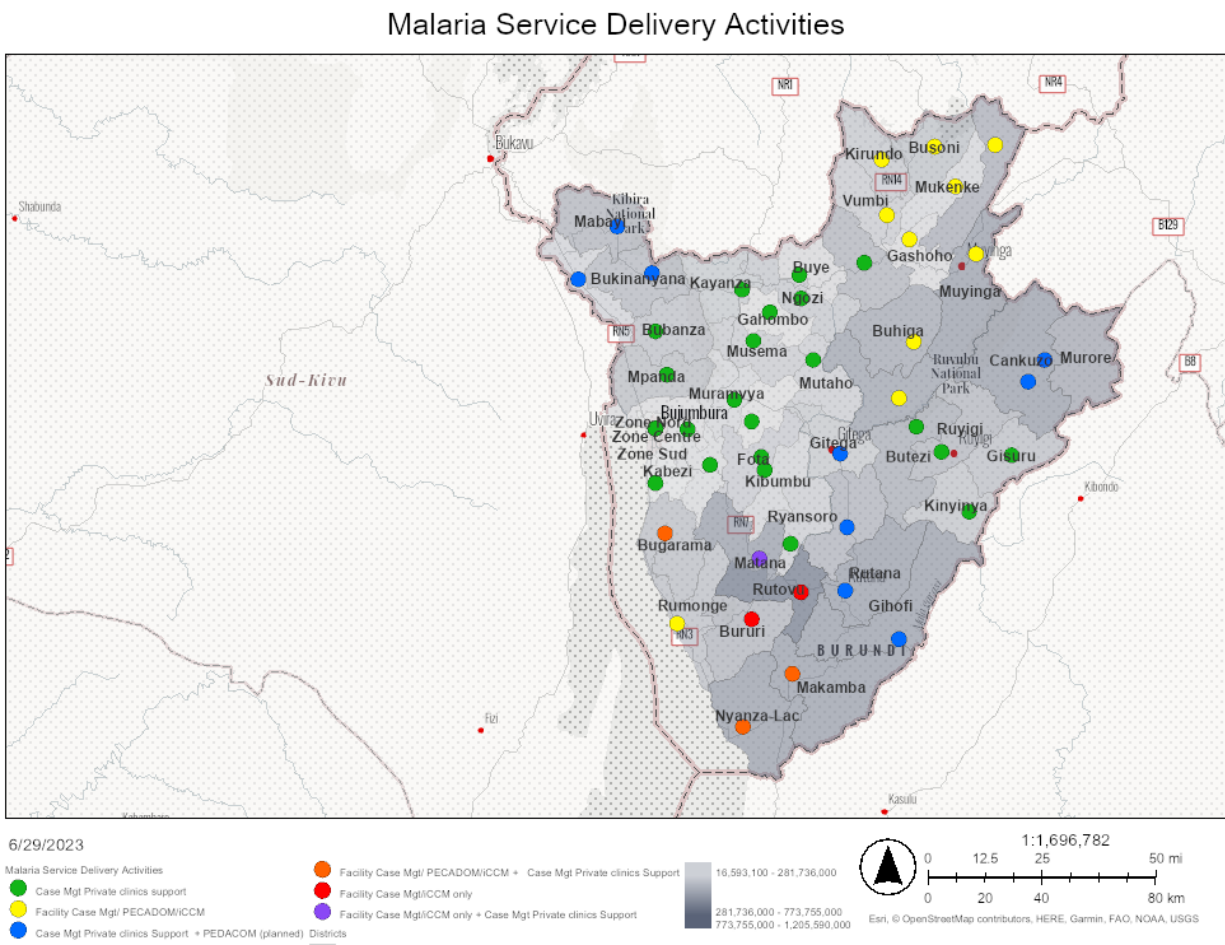 Malaria Service Delivery Activities
NR1
NR4
Bukavu
Kirundo
Busoni
RN14
Mukenke
Shabunda
Kibira
National
Park
Mabayi
Vumbi
B129
Gashoho
Muyinga
Muyinga
Bukinanyana
Kayanza
Buye
Ngozi
Gahombo
RN5
Bubanza
Musema
Buhiga
Ruvubu
National
Park
Cankuzo
Murore
B8
Sud-Kivu
Mpanda
Mutaho
Muramvya
Bujumbura
Uvira
Zone Nord
Zone Centre
Zone Sud
Kabezi
Fota
Kibumbu
Gitega
Gitega
Ruyigi
Ruyigi
Butezi
Gisuru
Kibondo
Kinyinya
RN7
Ryansoro
Bugarama
Matana
Rutana
Rutana
Rutovu
Gihofi
Rumonge
RN3
Bururi
BURUNDI
Makamba
Nyanza-Lac
Fizi
Kasulu
6/29/2023
Malaria Service Delivery Activities
Case Mgt Private clinics support
Facility Case Mgt/ PECADOM/iCCM
Case Mgt Private clinics Support + PEDACOM (planned)
Facility Case Mgt/ PECADOM/iCCM + Case Mgt Private clinics Support
Facility Case Mgt/iCCM only
Facility Case Mgt/iCCM only + Case Mgt Private clinics Support
Districts
16,593,100 - 281,736,000
281,736,000 - 773,755,000
773,755,000 - 1,205,590,000
1:1,696,782
0 12.5 25 50 mi
0 20 40 80 km
Esri, © OpenStreetMap contributors, HERE, Garmin, FAO, NOAA, USGS